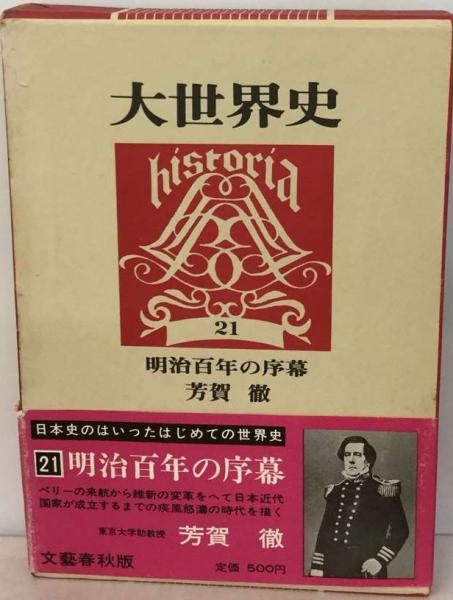 大世界史
historia
21
明治百年の序幕
芳賀 徹
日本史のはいったはじめての世界史
21 明治百年の序幕
ペリーの来航から維新の変革をへて日本近代
国家が成立するまでの疾風怒濤の時代を描く
東京大学助教授 芳賀 徹
文藝春秋版 定価 500円